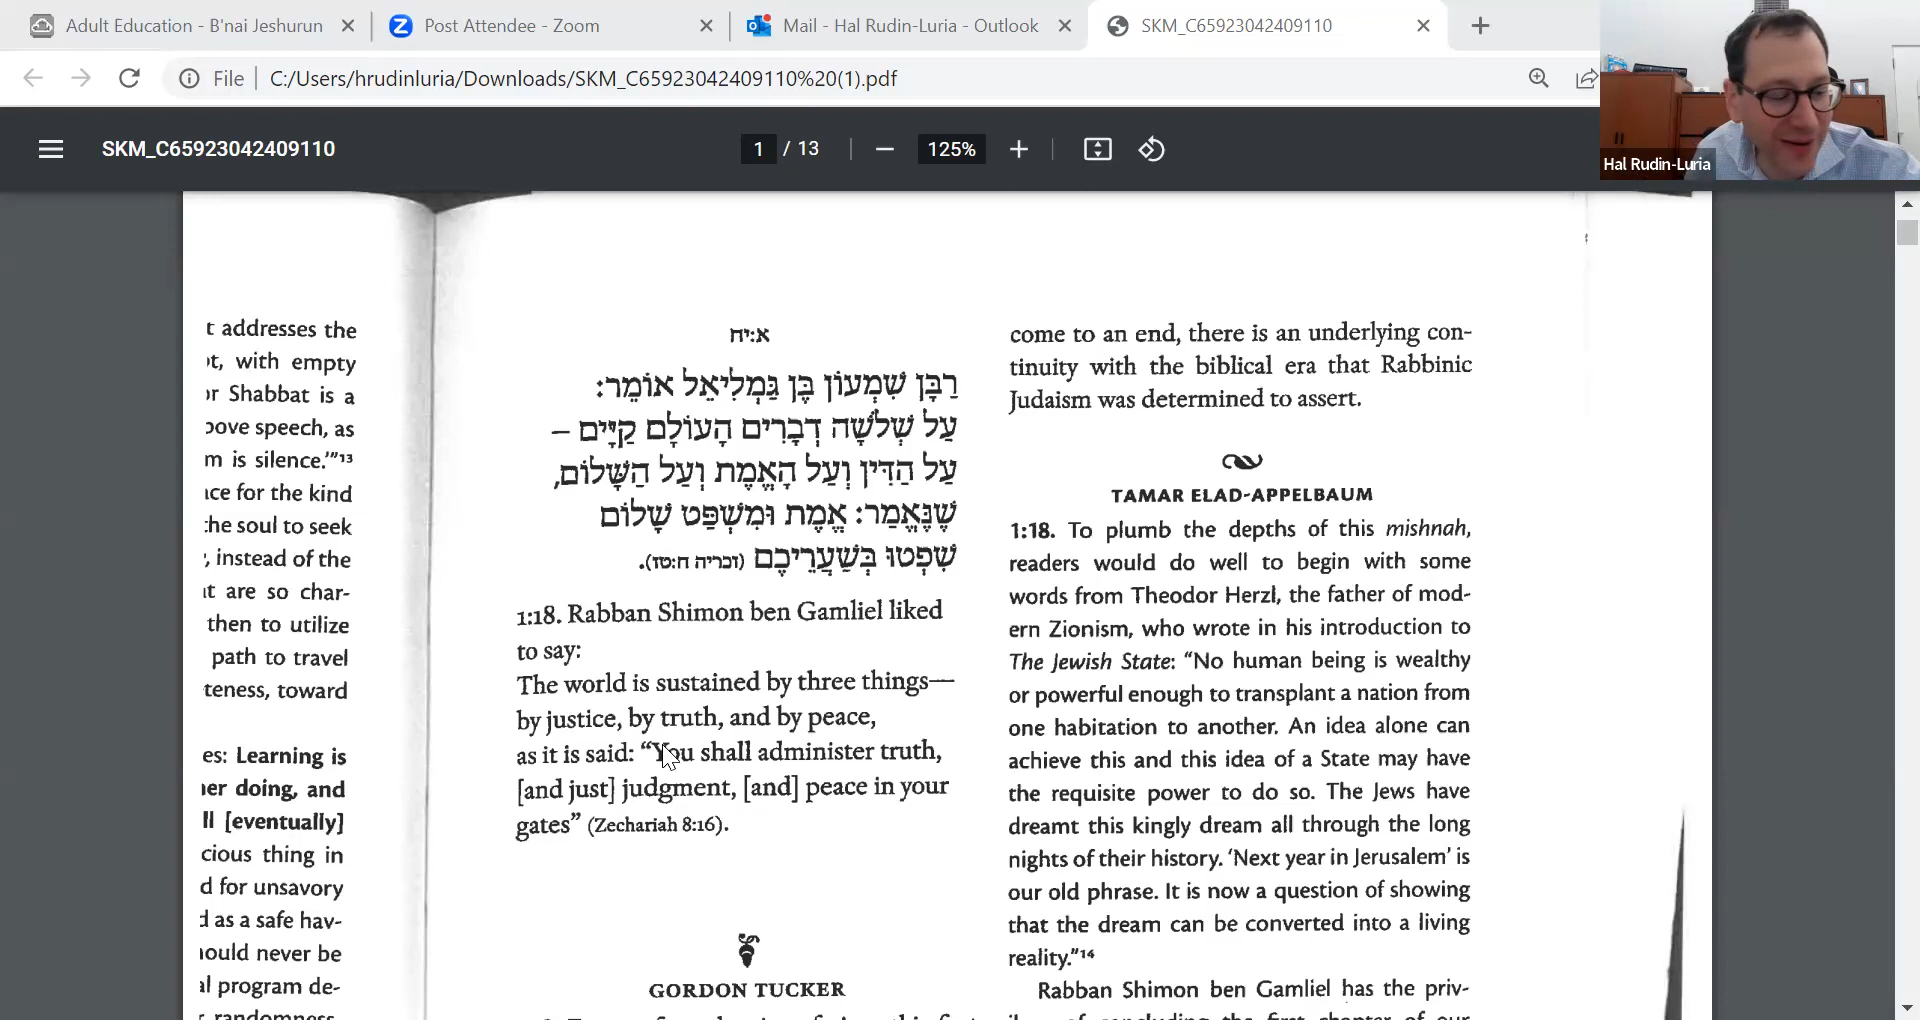 Adult Education - B'nai Jeshurun
Post Attendee - Zoom
Mail - Hal Rudin-Luria - Outlook
SKM_C65923042409110
File
C:/Users/hrudinluria/Downloads/SKM_C65923042409110%20(1).pdf
SKM_C65923042409110
1 / 13
125%
Hal Rudin-Luria
t addresses the
with empty
Shabbat is a
speech, as
m is silence.'"¹³
for the kind
the soul to seek
instead of the
are so char-
then to utilize
path to travel
toward
Learning is
doing, and
[eventually]
thing in
for unsavory
as a safe hav-
never be
program de-
א:יח
רַבָּן שִׁמְעוֹן בֶּן גַּמְלִיאֵל אוֹמֵר:
עַל שְׁלֹשָׁה דְבָרִים הָעוֹלָם קַיָּים –
עַל הַדִּין וְעַל הָאֱמֶת וְעַל הַשָּׁלוֹם,
שֶׁנֶּאֱמַר: אֱמֶת וּמִשְׁפַּט שָׁלוֹם
שִׁפְטוּ בְּשַׁעֲרֵיכֶם (זכריה ח:טז).
1:18. Rabban Shimon ben Gamliel liked
to say:
The world is sustained by three things—
by justice, by truth, and by peace,
as it is said: “You shall administer truth,
[and just] judgment, [and] peace in your
gates” (Zechariah 8:16).
GORDON TUCKER
come to an end, there is an underlying con-
tinuity with the biblical era that Rabbinic
Judaism was determined to assert.
TAMAR ELAD-APPELBAUM
1:18. To plumb the depths of this mishnah,
readers would do well to begin with some
words from Theodor Herzl, the father of mod-
ern Zionism, who wrote in his introduction to
The Jewish State: “No human being is wealthy
or powerful enough to transplant a nation from
one habitation to another. An idea alone can
achieve this and this idea of a State may have
the requisite power to do so. The Jews have
dreamt this kingly dream all through the long
nights of their history. ‘Next year in Jerusalem’ is
our old phrase. It is now a question of showing
that the dream can be converted into a living
reality.”¹⁴
Rabban Shimon ben Gamliel has the priv-